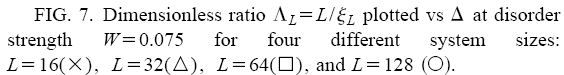 FIG. 7. Dimensionless ratio Λ_L=L/ξ_L plotted vs Δ at disorder
strength W=0.075 for four different system sizes:
L=16(×), L=32(△), L=64(□), and L=128 (○).